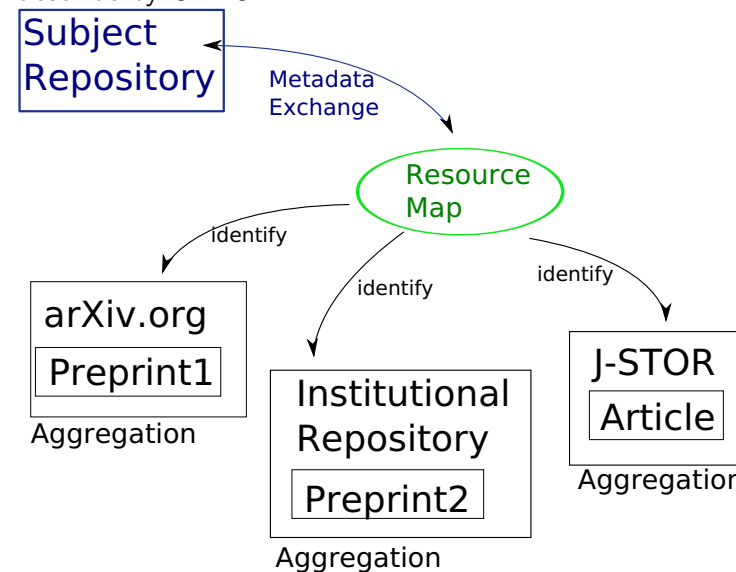 Subject
Repository
Metadata
Exchange
Resource
Map
identify
identify
identify
arXiv.org
Preprint1
Aggregation
Institutional
Repository
Preprint2
Aggregation
J-STOR
Article
Aggregation